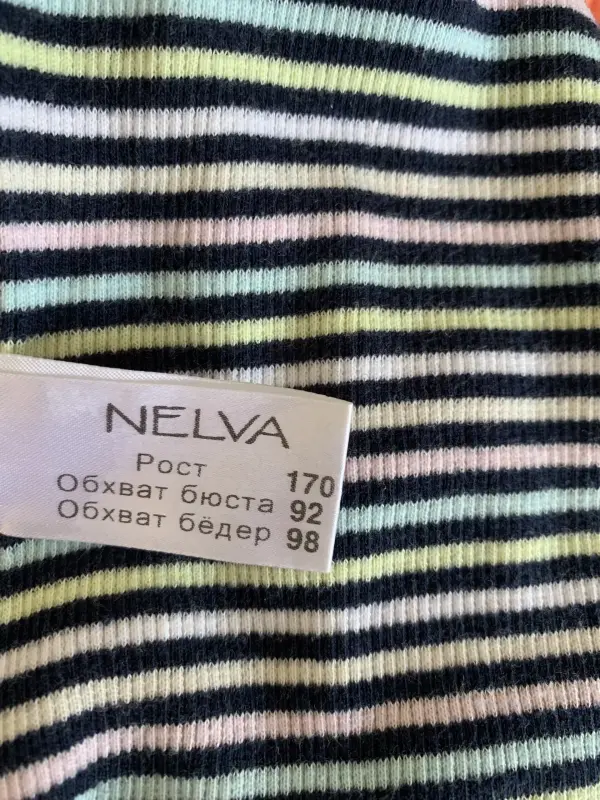 NELVA
Рост 170
Обхват бюста 92
Обхват бёдер 98